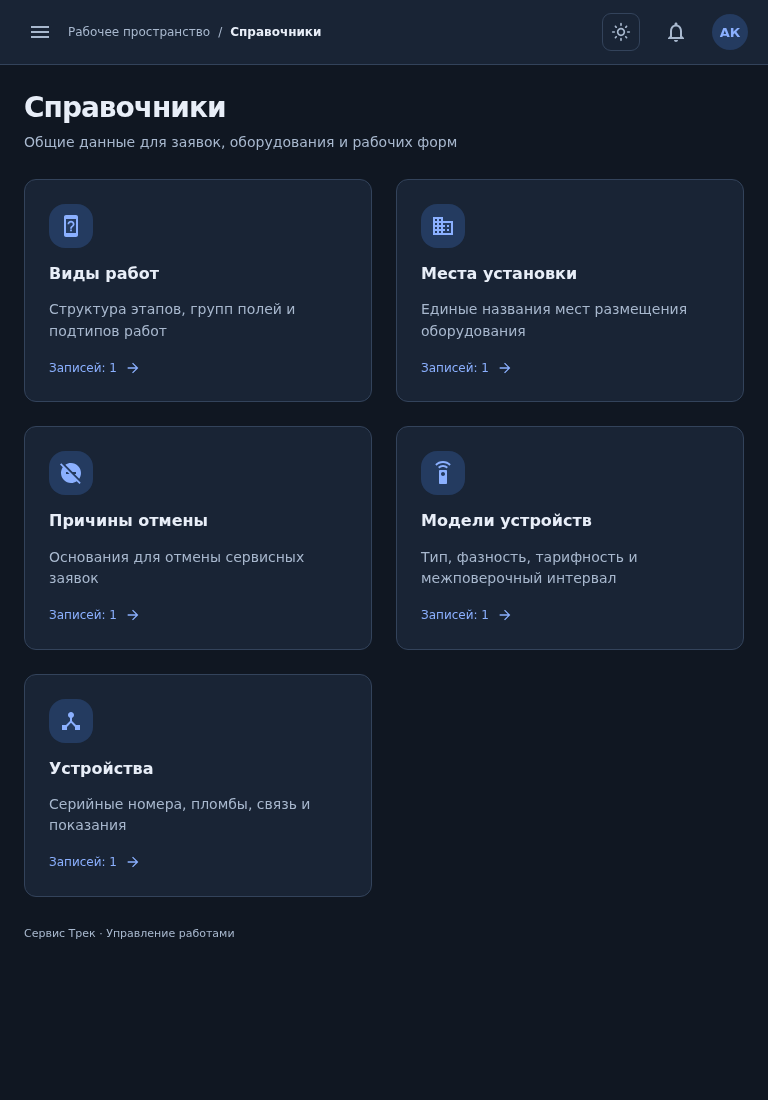 Рабочее пространство / Справочники
АК
Справочники
Общие данные для заявок, оборудования и рабочих форм
Виды работ
Структура этапов, групп полей и
подтипов работ
Записей: 1
Места установки
Единые названия мест размещения
оборудования
Записей: 1
Причины отмены
Основания для отмены сервисных
заявок
Записей: 1
Модели устройств
Тип, фазность, тарифность и
межповерочный интервал
Записей: 1
Устройства
Серийные номера, пломбы, связь и
показания
Записей: 1
Сервис Трек · Управление работами